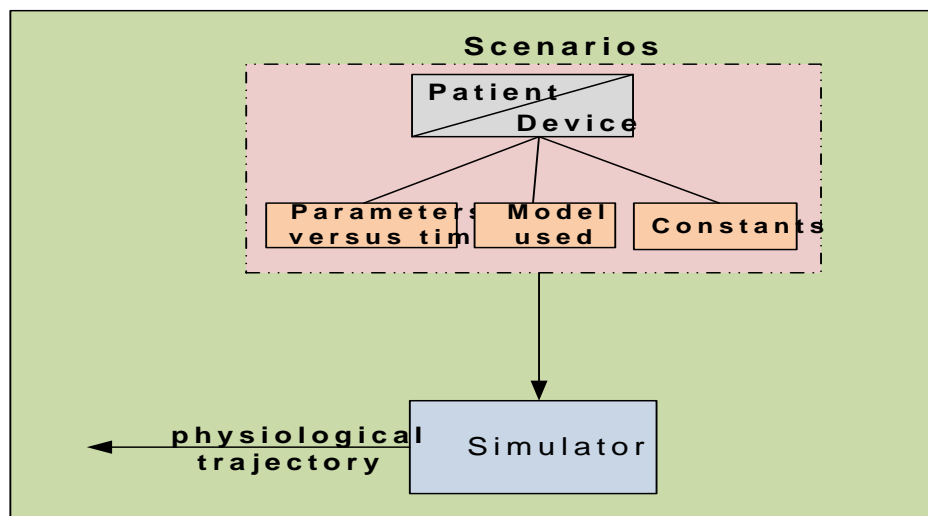 Scenarios
Patient
Device
Parameters
versus tim
Model
used
Constants
physiological
trajectory
Simulator